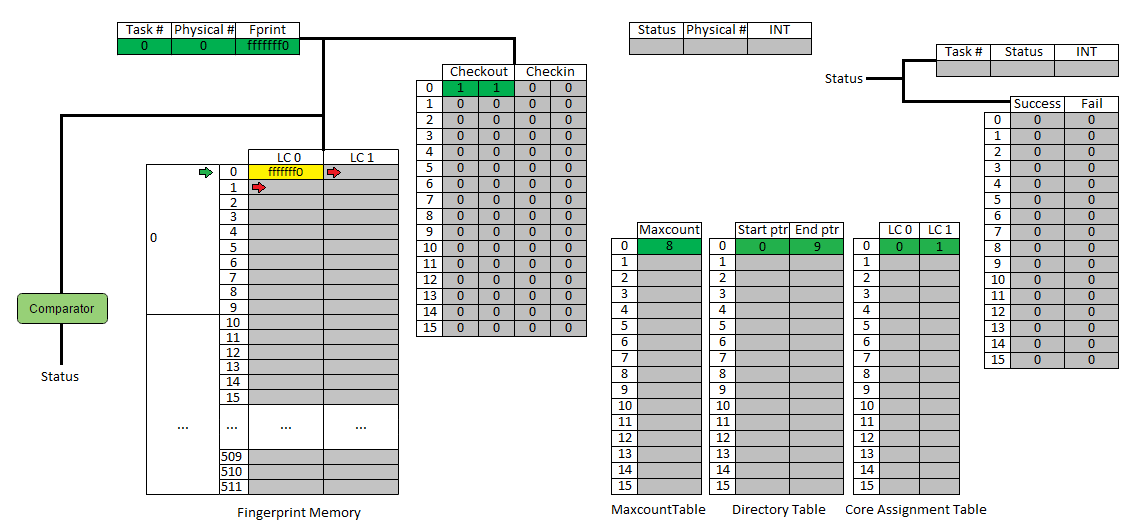 Task # Physical # Fprint
0 0 fffffff0
Status Physical # INT
Task # Status INT
Status
Checkout Checkin
0 1 1 0 0
1 0 0 0 0
2 0 0 0 0
3 0 0 0 0
4 0 0 0 0
5 0 0 0 0
6 0 0 0 0
7 0 0 0 0
8 0 0 0 0
9 0 0 0 0
10 0 0 0 0
11 0 0 0 0
12 0 0 0 0
13 0 0 0 0
14 0 0 0 0
15 0 0 0 0
Success Fail
0 0 0
1 0 0
2 0 0
3 0 0
4 0 0
5 0 0
6 0 0
7 0 0
8 0 0
9 0 0
10 0 0
11 0 0
12 0 0
13 0 0
14 0 0
15 0 0
LC 0 LC 1
0
0 fffffff0
1
2
3
4
5
6
7
8
9
10
11
12
13
14
15
... ... ... ...
509
510
511
Fingerprint Memory
Comparator
Status
Maxcount
0 8
1
2
3
4
5
6
7
8
9
10
11
12
13
14
15
MaxcountTable
Start ptr End ptr
0 0 9
1
2
3
4
5
6
7
8
9
10
11
12
13
14
15
Directory Table
LC 0 LC 1
0 0 1
1
2
3
4
5
6
7
8
9
10
11
12
13
14
15
Core Assignment Table